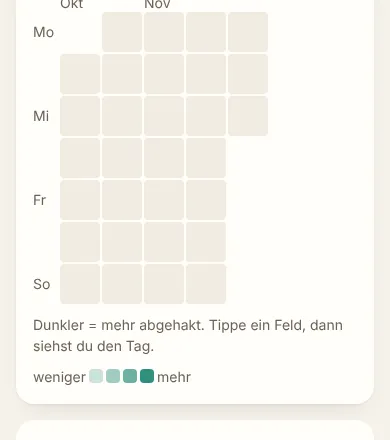 Okt Nov
Mo
Mi
Fr
So
Dunkler = mehr abgehakt. Tippe ein Feld, dann
siehst du den Tag.
weniger mehr